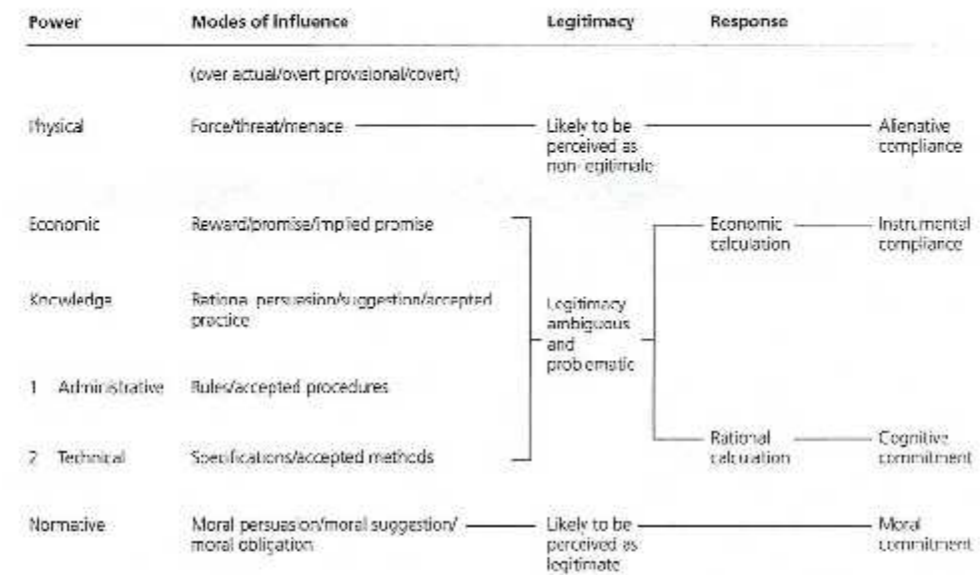 Power Modes of influence Legitimacy Response
(over actual/overt provisional/covert)
Physical Force/threat/menace Likely to be Alienative
perceived as compliance
non-legitimate
Economic Reward/promise/implied promise Economic Instrumental
calculation compliance
Knowledge Rational persuasion/suggestion/accepted Legitimacy
practice ambiguous
and
problematic
1 Administrative Rules/accepted procedures
Rational Cognitive
2 Technical Specifications/accepted methods calculation commitment
Normative Moral persuasion/moral suggestion/ Likely to be Moral
moral obligation perceived as commitment
legitimate